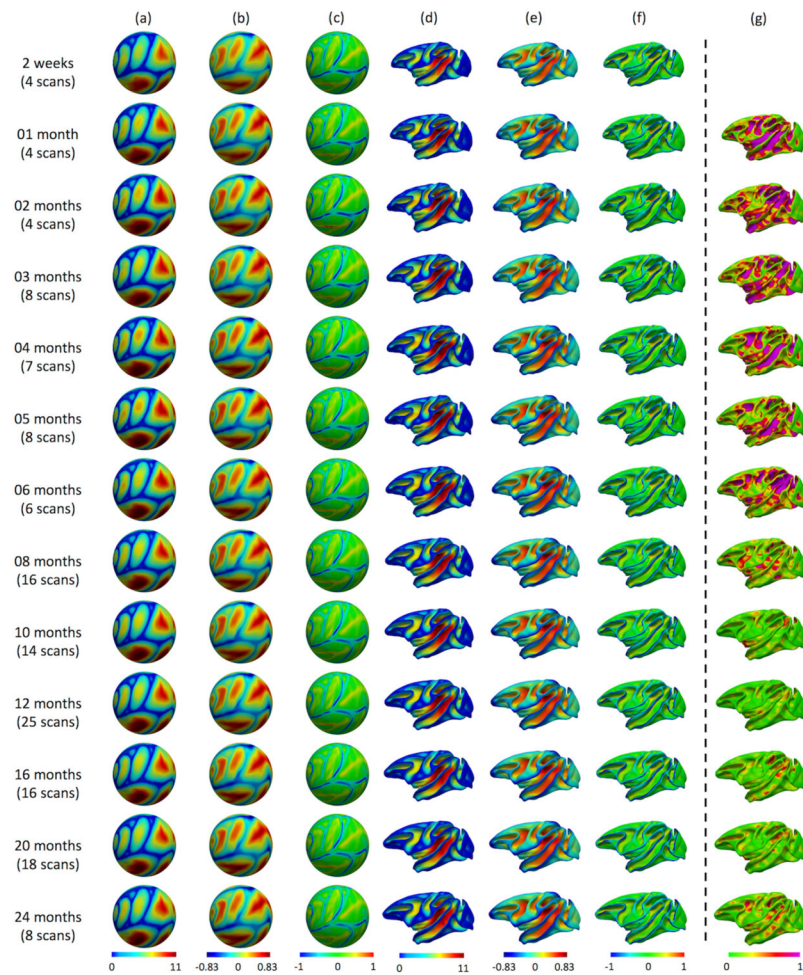 (a) (b) (c) (d) (e) (f) (g)
2 weeks
(4 scans)
01 month
(4 scans)
02 months
(4 scans)
03 months
(8 scans)
04 months
(7 scans)
05 months
(8 scans)
06 months
(6 scans)
08 months
(16 scans)
10 months
(14 scans)
12 months
(25 scans)
16 months
(16 scans)
20 months
(18 scans)
24 months
(8 scans)
0 11 -0.83 0.83 -1 0 1 0 11 -0.83 0.83 -1 0 1 0 1